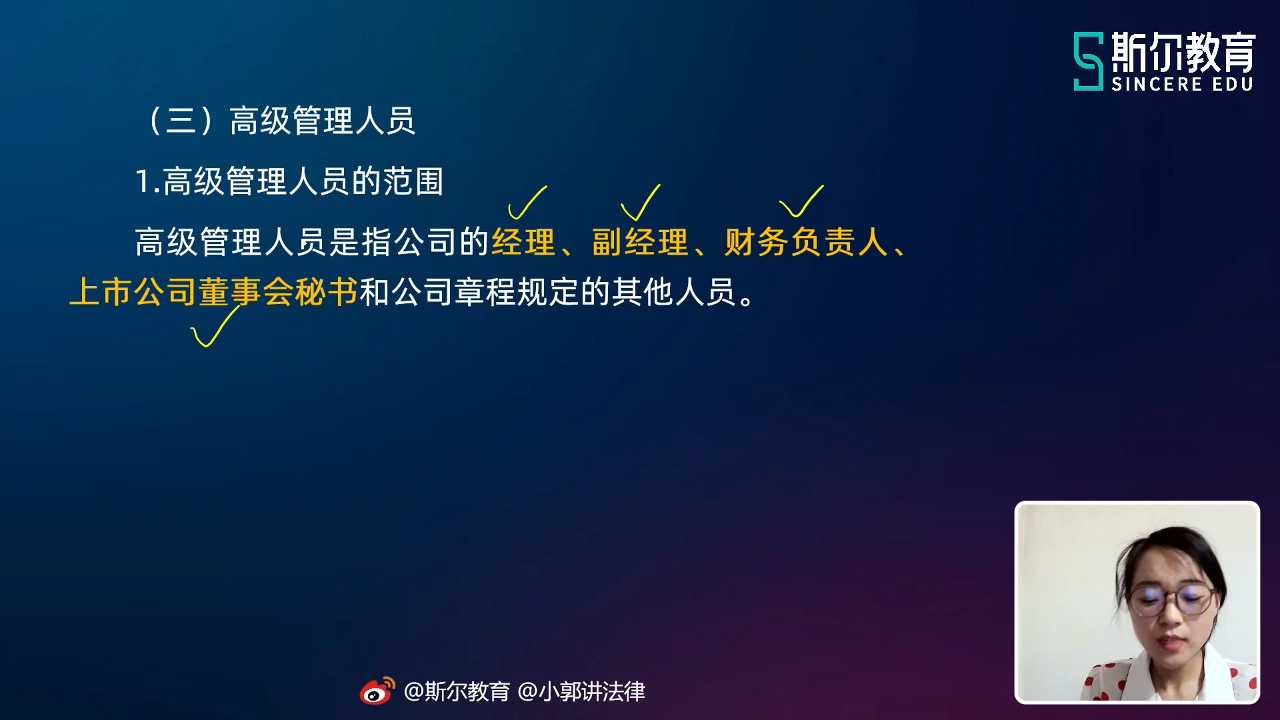 斯尔教育
SINCERE EDU
（三）高级管理人员
1.高级管理人员的范围
高级管理人员是指公司的经理、副经理、财务负责人、
上市公司董事会秘书和公司章程规定的其他人员。
@斯尔教育 @小郭讲法律